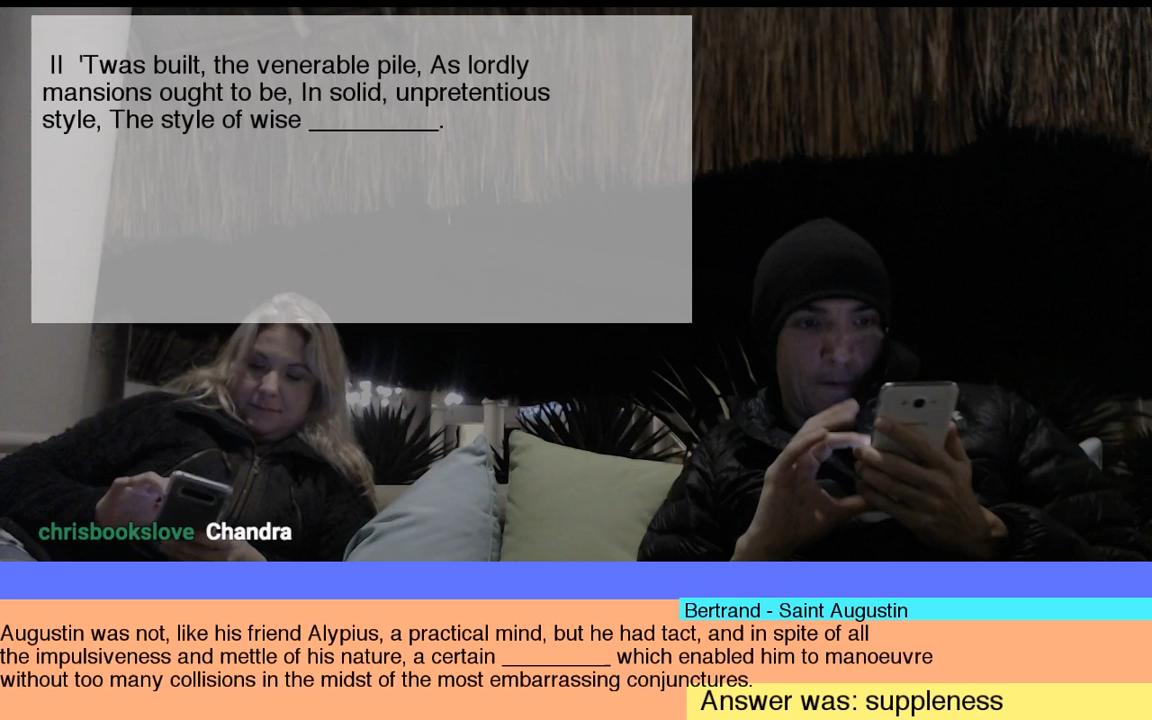 II 'Twas built, the venerable pile, As lordly
mansions ought to be, In solid, unpretentious
style, The style of wise __________.
chrisbookslove Chandra
Bertrand - Saint Augustin
Augustin was not, like his friend Alypius, a practical mind, but he had tact, and in spite of all
the impulsiveness and mettle of his nature, a certain __________ which enabled him to manoeuvre
without too many collisions in the midst of the most embarrassing conjunctures.
Answer was: suppleness